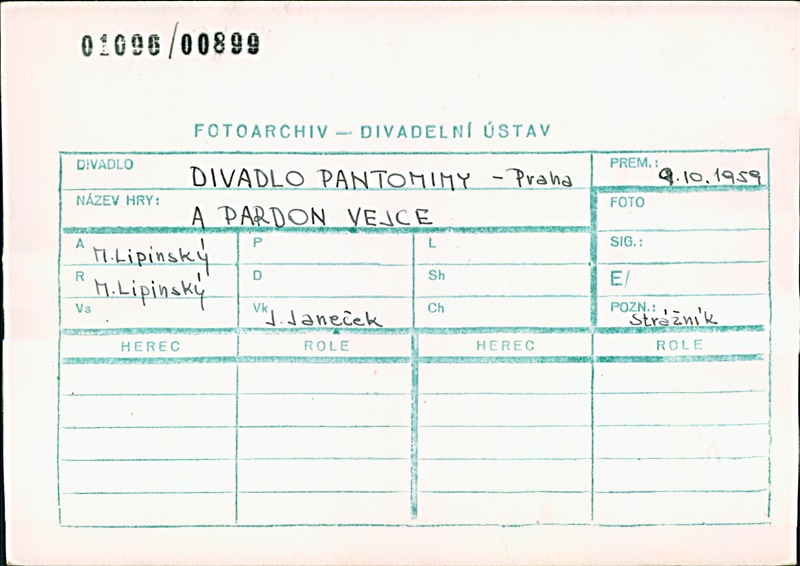 01096/00899
FOTOARCHIV — DIVADELNÍ ÚSTAV
DIVADLO DIVADLO PANTOMIMY - Praha
PREM.: 9.10.1959
NÁZEV HRY: A PARDON VEJCE
FOTO
A M.Lipinský
P
L
SIG.:
R M.Lipinský
D
Sh
E/
Vs
Vk J.Janeček
Ch
POZN.: Strážník
HEREC ROLE HEREC ROLE